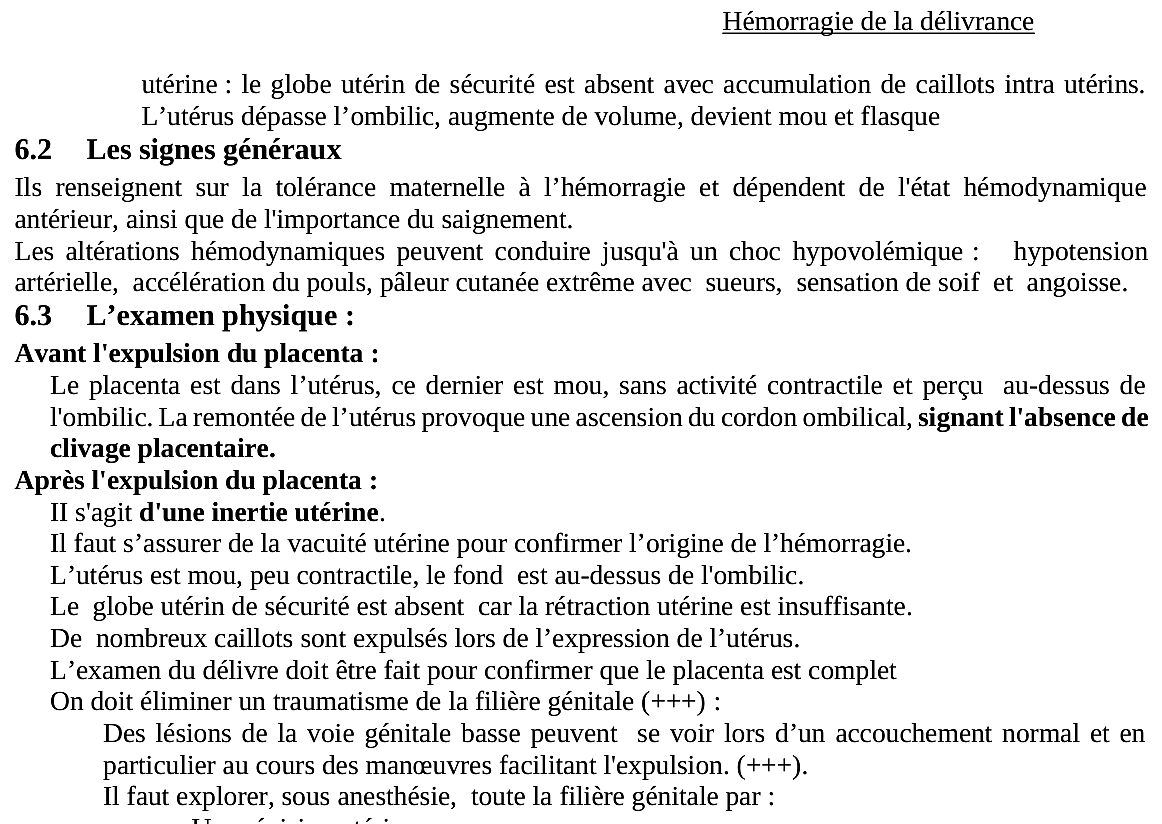 Hémorragie de la délivrance
utérine : le globe utérin de sécurité est absent avec accumulation de caillots intra utérins.
L’utérus dépasse l’ombilic, augmente de volume, devient mou et flasque
6.2 Les signes généraux
Ils renseignent sur la tolérance maternelle à l’hémorragie et dépendent de l'état hémodynamique
antérieur, ainsi que de l'importance du saignement.
Les altérations hémodynamiques peuvent conduire jusqu'à un choc hypovolémique : hypotension
artérielle, accélération du pouls, pâleur cutanée extrême avec sueurs, sensation de soif et angoisse.
6.3 L’examen physique :
Avant l'expulsion du placenta :
Le placenta est dans l’utérus, ce dernier est mou, sans activité contractile et perçu au-dessus de
l'ombilic. La remontée de l’utérus provoque une ascension du cordon ombilical, signant l'absence de
clivage placentaire.
Après l'expulsion du placenta :
II s'agit d'une inertie utérine.
Il faut s’assurer de la vacuité utérine pour confirmer l’origine de l’hémorragie.
L’utérus est mou, peu contractile, le fond est au-dessus de l'ombilic.
Le globe utérin de sécurité est absent car la rétraction utérine est insuffisante.
De nombreux caillots sont expulsés lors de l’expression de l’utérus.
L’examen du délivre doit être fait pour confirmer que le placenta est complet
On doit éliminer un traumatisme de la filière génitale (+++) :
Des lésions de la voie génitale basse peuvent se voir lors d’un accouchement normal et en
particulier au cours des manœuvres facilitant l'expulsion. (+++).
Il faut explorer, sous anesthésie, toute la filière génitale par :